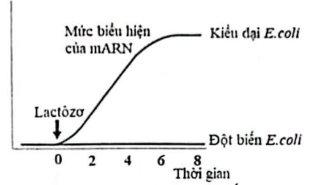 Mức biểu hiện
của mARN
Kiểu dại E.coli
Lactôzơ
Đột biến E.coli
0 2 4 6 8
Thời gian